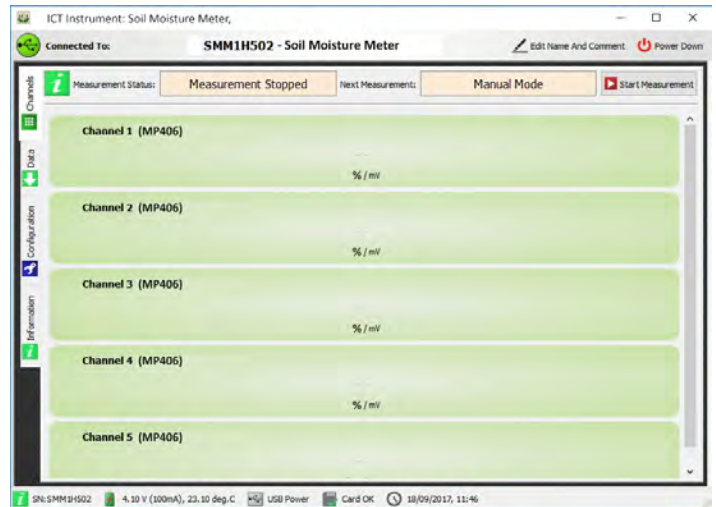 ICT Instrument: Soil Moisture Meter,
Connected To: SMM1H502 - Soil Moisture Meter Edit Name And Comment Power Down
Measurement Status: Measurement Stopped Next Measurement: Manual Mode Start Measurement
Channels
Data
Configuration
Information
Channel 1 (MP406)
% / mV
Channel 2 (MP406)
% / mV
Channel 3 (MP406)
% / mV
Channel 4 (MP406)
% / mV
Channel 5 (MP406)
SN:SMM1H502 4.10 V (100mA), 23.10 deg.C USB Power Card OK 18/09/2017, 11:46